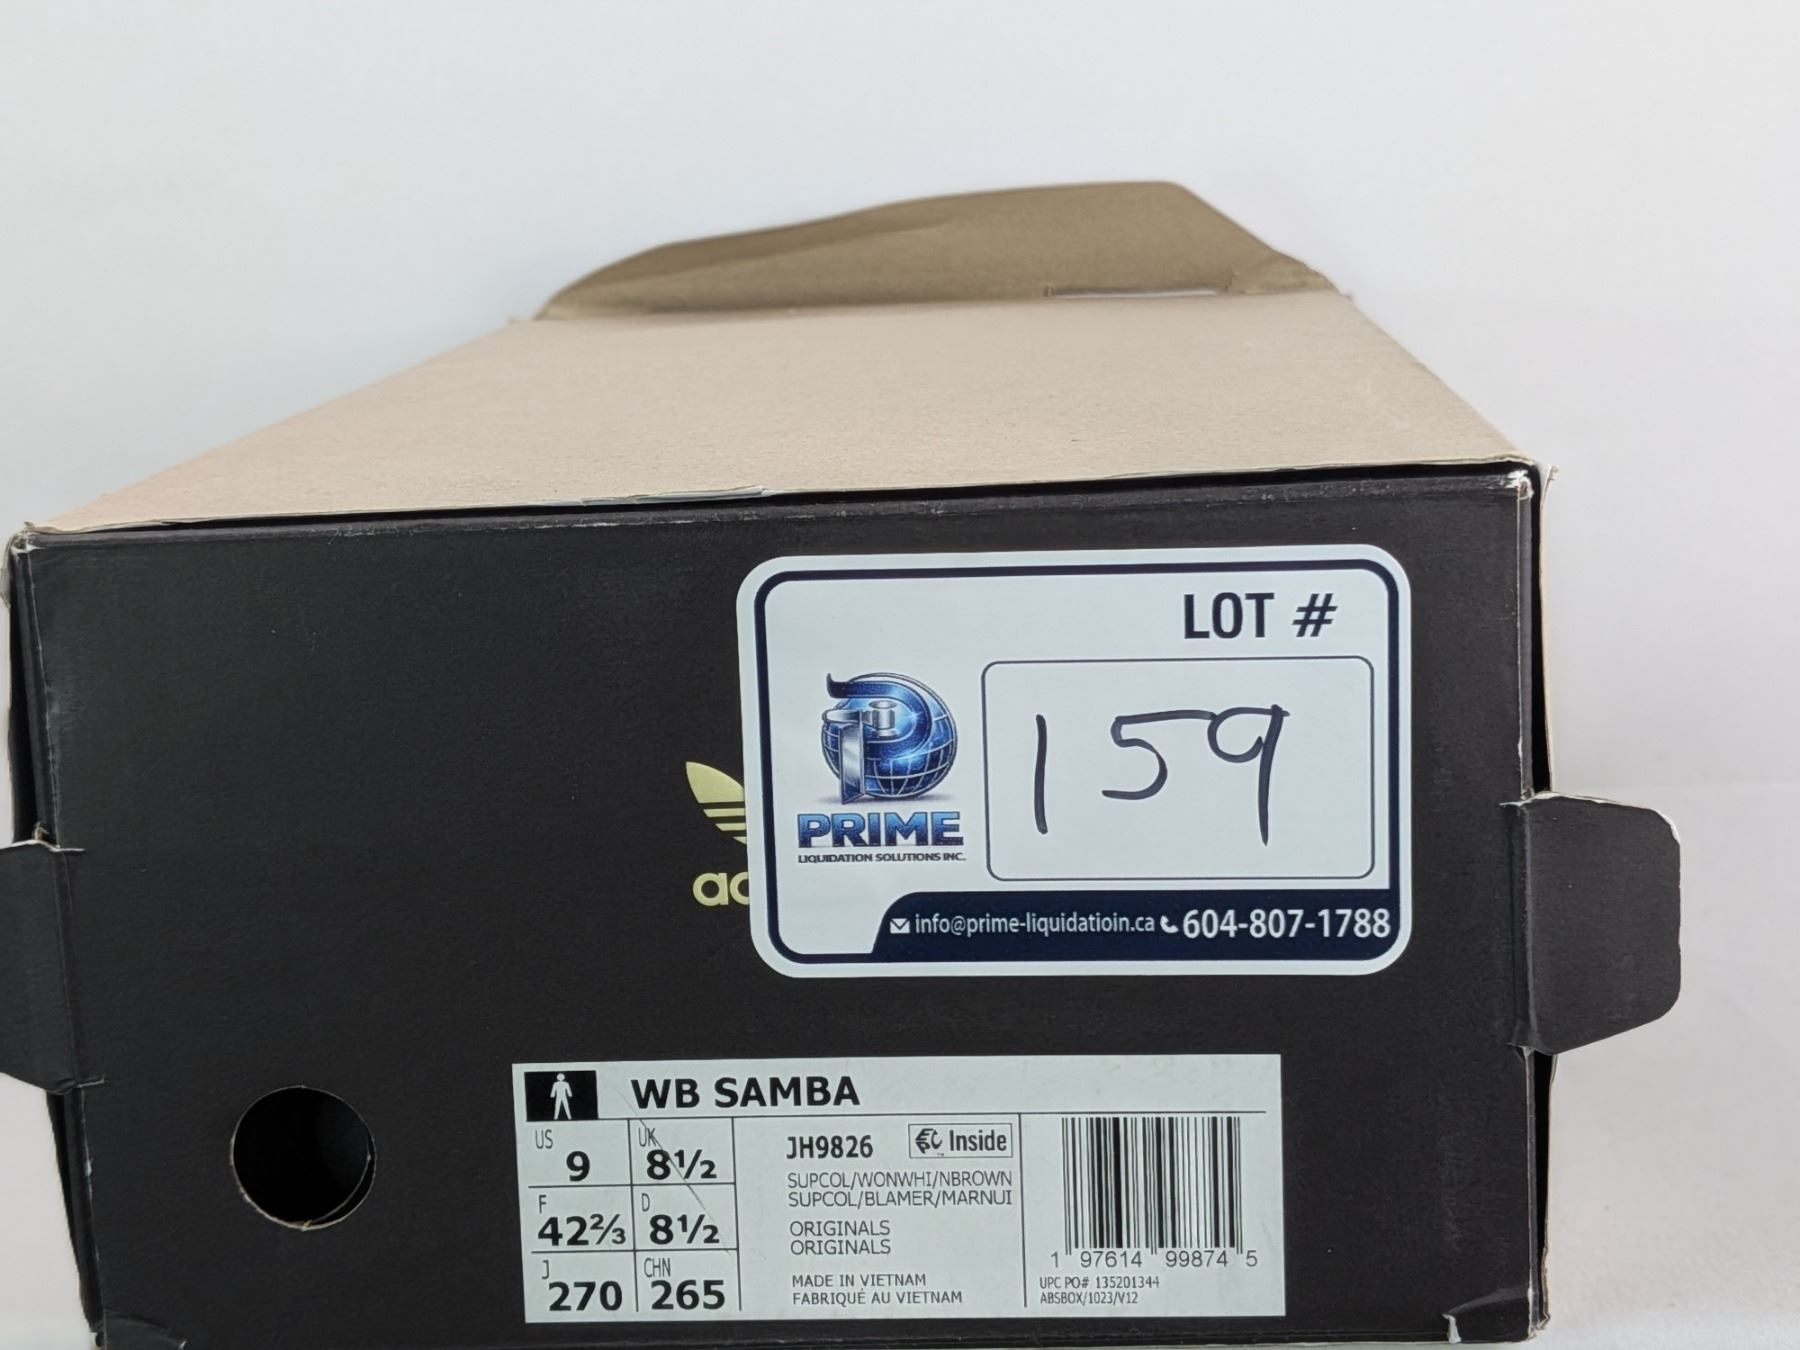 LOT #
159
PRIME
LIQUIDATION SOLUTIONS INC.
info@prime-liquidatioin.ca 604-807-1788
WB SAMBA
US 9
UK 8½
F 42⅔
D 8½
J 270
CHN 265
JH9826
Inside
SUPCOL/WONWHI/NBROWN
SUPCOL/BLAMER/MARNUI
ORIGINALS
ORIGINALS
MADE IN VIETNAM
FABRIQUÉ AU VIETNAM
1 97614 99874 5
UPC PO# 135201344
ABSBOX/1023/V12